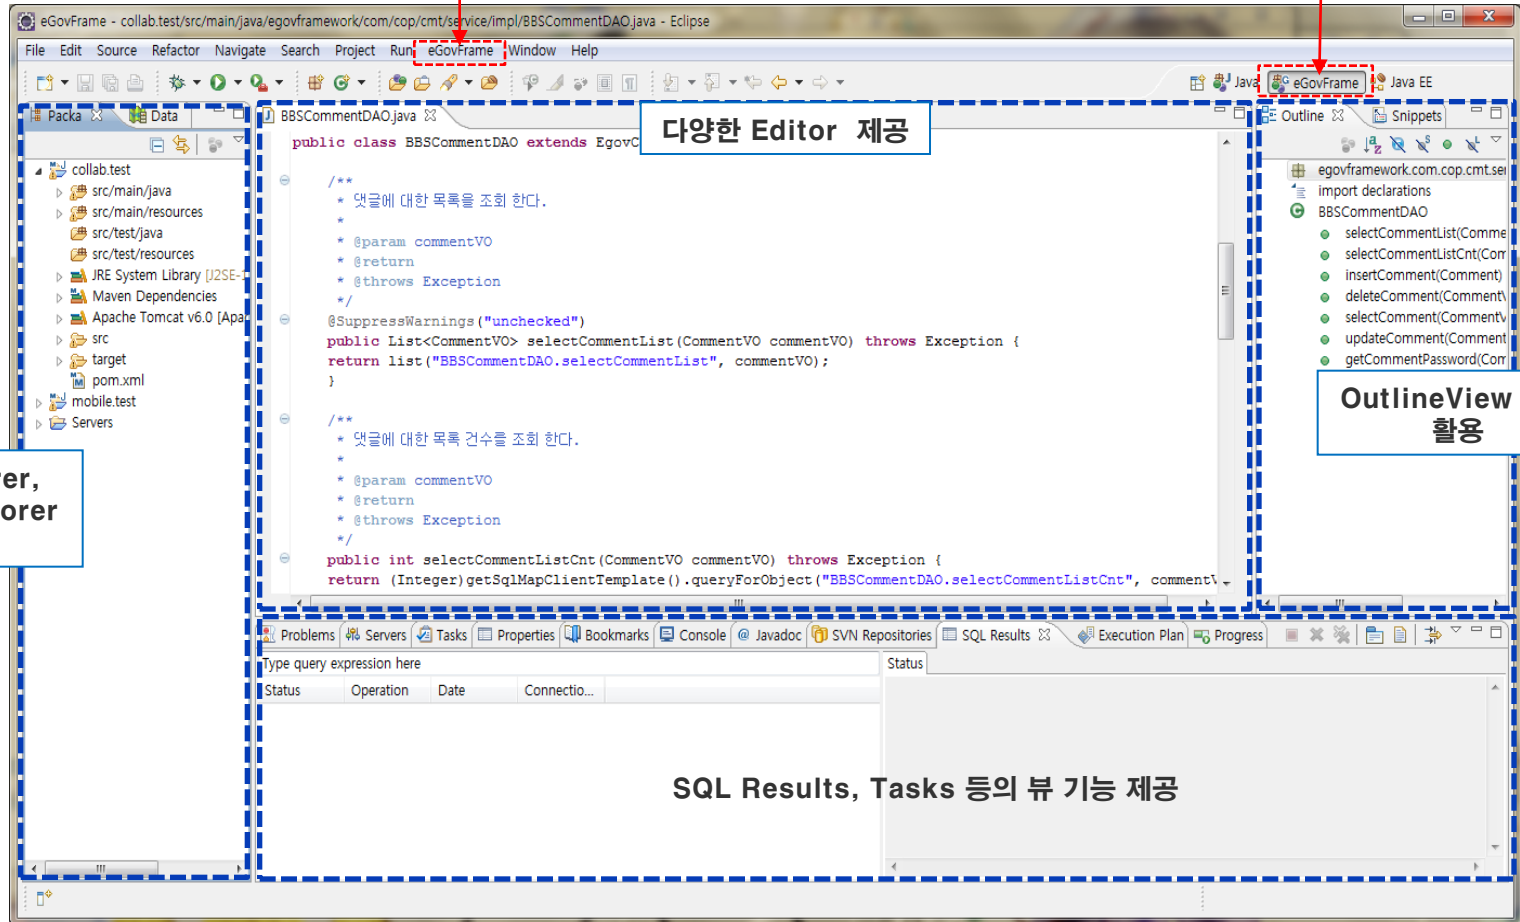 eGovFrame - collab.test/src/main/java/egovframework/com/cop/cmt/service/impl/BBSCommentDAO.java - Eclipse
File Edit Source Refactor Navigate Search Project Run eGovFrame Window Help
Java eGovFrame Java EE
Packa Data
collab.test
src/main/java
src/main/resources
src/test/java
src/test/resources
JRE System Library [J2SE-1
Maven Dependencies
Apache Tomcat v6.0 [Apa
src
target
pom.xml
mobile.test
Servers
er,
orer
BBSCommentDAO.java
다양한 Editor 제공
public class BBSCommentDAO extends EgovC
/**
* 댓글에 대한 목록을 조회 한다.
*
* @param commentVO
* @return
* @throws Exception
*/
@SuppressWarnings("unchecked")
public List<CommentVO> selectCommentList(CommentVO commentVO) throws Exception {
return list("BBSCommentDAO.selectCommentList", commentVO);
}
/**
* 댓글에 대한 목록 건수를 조회 한다.
*
* @param commentVO
* @return
* @throws Exception
*/
public int selectCommentListCnt(CommentVO commentVO) throws Exception {
return (Integer)getSqlMapClientTemplate().queryForObject("BBSCommentDAO.selectCommentListCnt", comment
Outline Snippets
egovframework.com.cop.cmt.ser
import declarations
BBSCommentDAO
selectCommentList(Comme
selectCommentListCnt(Com
insertComment(Comment)
deleteComment(Comment
selectComment(Comment
updateComment(Comment
getCommentPassword(Com
OutlineView
활용
Problems Servers Tasks Properties Bookmarks Console Javadoc SVN Repositories SQL Results Execution Plan Progress
Type query expression here
Status
Status Operation Date Connectio...
SQL Results, Tasks 등의 뷰 기능 제공